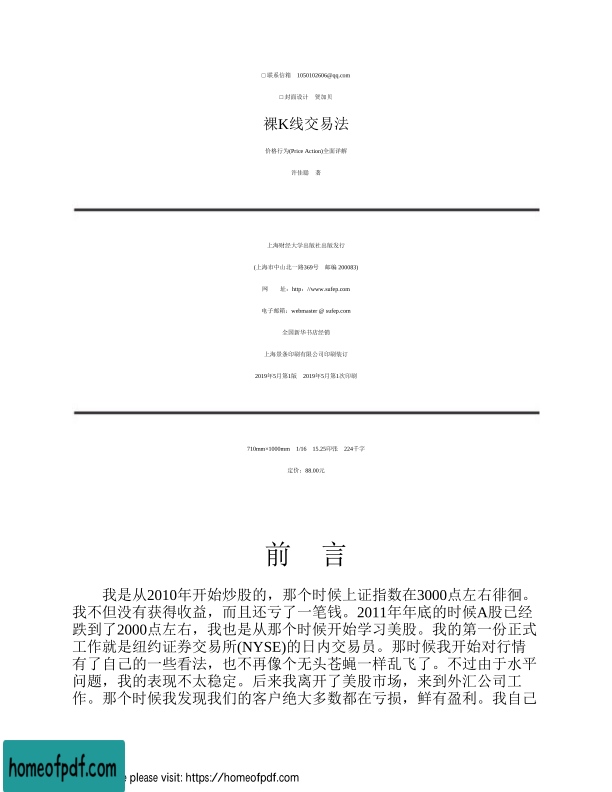 □ 联系信箱 1050102606@qq.com
□ 封面设计 贺加贝
裸K线交易法
价格行为(Price Action)全面详解
许佳聪 著
上海财经大学出版社出版发行
(上海市中山北一路369号 邮编 200083)
网 址：http：//www.sufep.com
电子邮箱：webmaster @ sufep.com
全国新华书店经销
上海景条印刷有限公司印刷装订
2019年5月第1版 2019年5月第1次印刷
710mm×1000mm 1/16 15.25印张 224千字
定价：88.00元
前 言
我是从2010年开始炒股的，那个时候上证指数在3000点左右徘徊。
我不但没有获得收益，而且还亏了一笔钱。2011年年底的时候A股已经
跌到了2000点左右，我也是从那个时候开始学习美股。我的第一份正式
工作就是纽约证券交易所(NYSE)的日内交易员。那时候我开始对行情
有了自己的一些看法，也不再像个无头苍蝇一样乱飞了。不过由于水平
问题，我的表现不太稳定。后来我离开了美股市场，来到外汇公司工
作。那个时候我发现我们的客户绝大多数都在亏损，鲜有盈利。我自己
homeofpdf.com
e please visit: https://homeofpdf.com